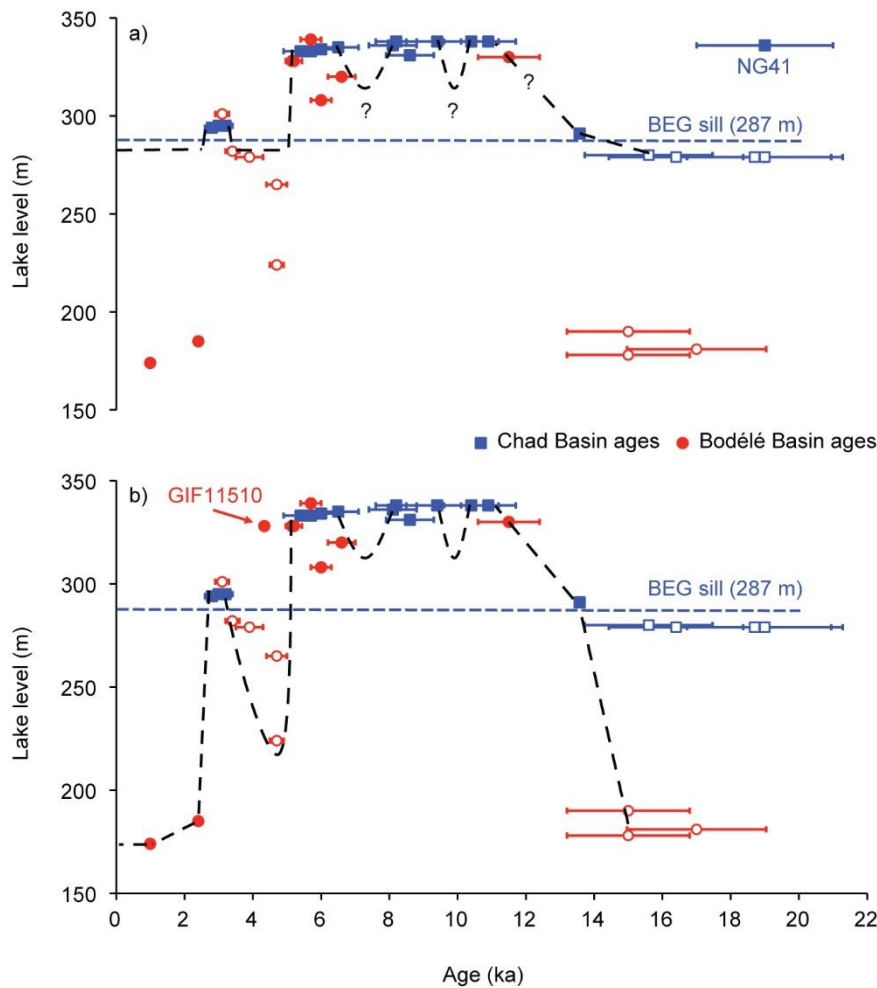 a)
350
300
250
200
150
Lake level (m)
NG41
BEG sill (287 m)
?
?
?
Chad Basin ages
Bodélé Basin ages
b)
350
300
250
200
150
Lake level (m)
GIF11510
BEG sill (287 m)
0 2 4 6 8 10 12 14 16 18 20 22
Age (ka)